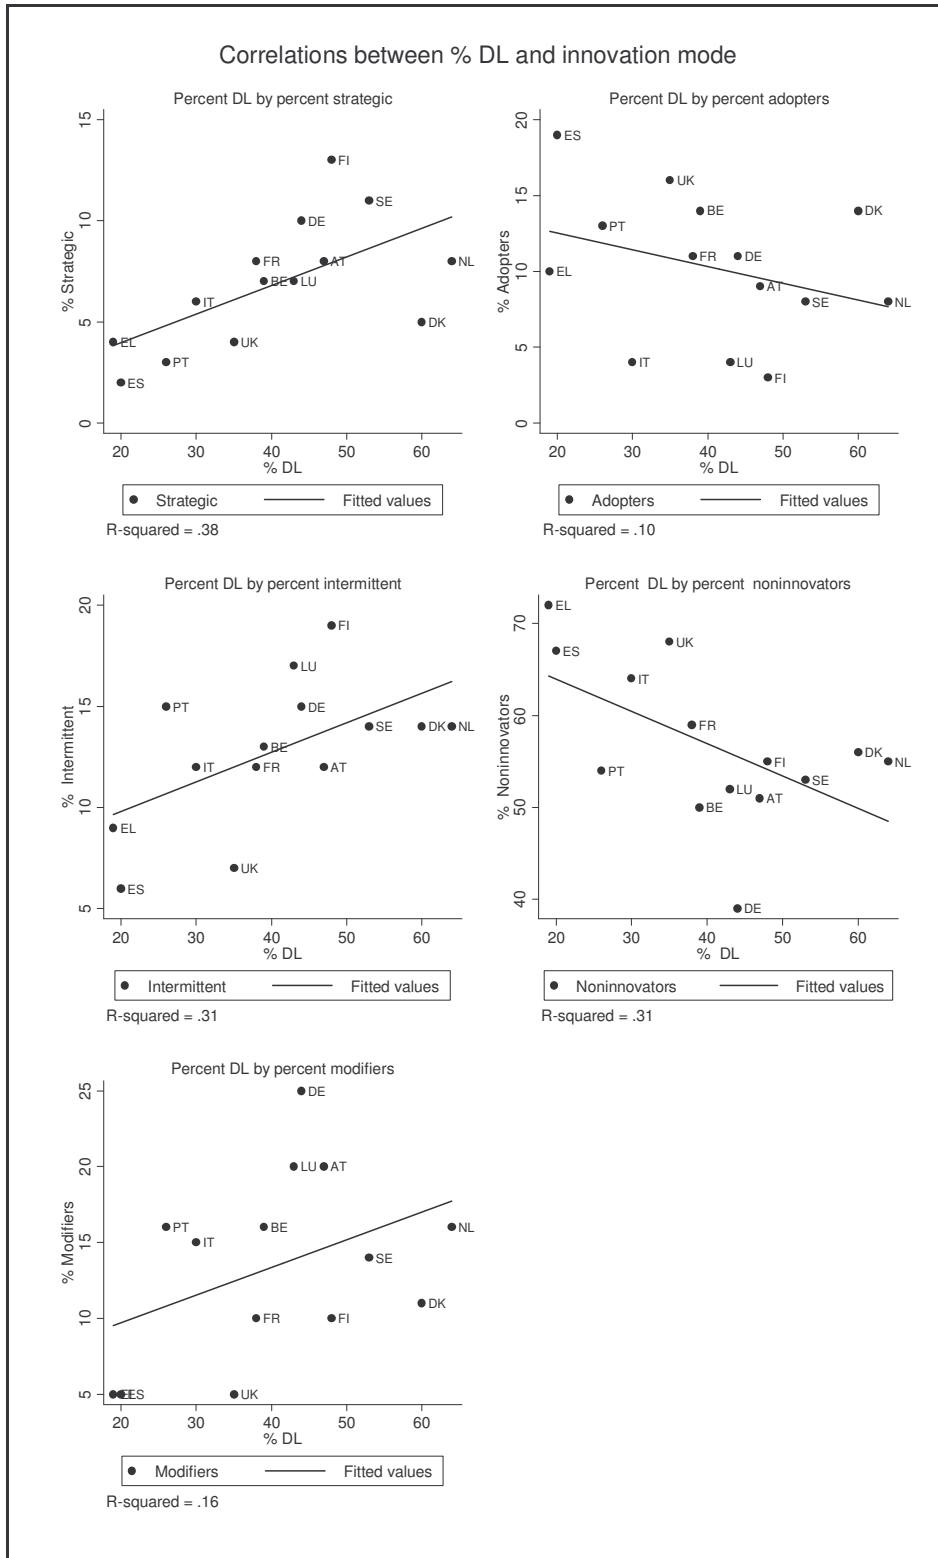 Correlations between % DL and innovation mode
Percent DL by percent strategic
% Strategic
15
10
5
0
FI
SE
DE
FR
AT
NL
BE
LU
IT
DK
EL
UK
PT
ES
20 30 40 50 60
% DL
Strategic Fitted values
R-squared = .38
Percent DL by percent adopters
% Adopters
20
15
10
5
0
ES
UK
BE
DK
PT
FR
DE
EL
AT
SE
NL
IT
LU
FI
20 30 40 50 60
% DL
Adopters Fitted values
R-squared = .10
Percent DL by percent intermittent
% Intermittent
20
15
10
5
FI
LU
PT
DE
SE
DK
NL
BE
IT
FR
AT
EL
UK
ES
20 30 40 50 60
% DL
Intermittent Fitted values
R-squared = .31
Percent DL by percent noninnovators
% Noninnovators
70
60
50
40
EL
UK
ES
IT
FR
DK
FI
NL
PT
SE
LU
AT
BE
DE
20 30 40 50 60
% DL
Noninnovators Fitted values
R-squared = .31
Percent DL by percent modifiers
% Modifiers
25
20
15
10
5
DE
LU
AT
PT
BE
NL
IT
SE
DK
FR
FI
EL
ES
UK
20 30 40 50 60
% DL
Modifiers Fitted values
R-squared = .16